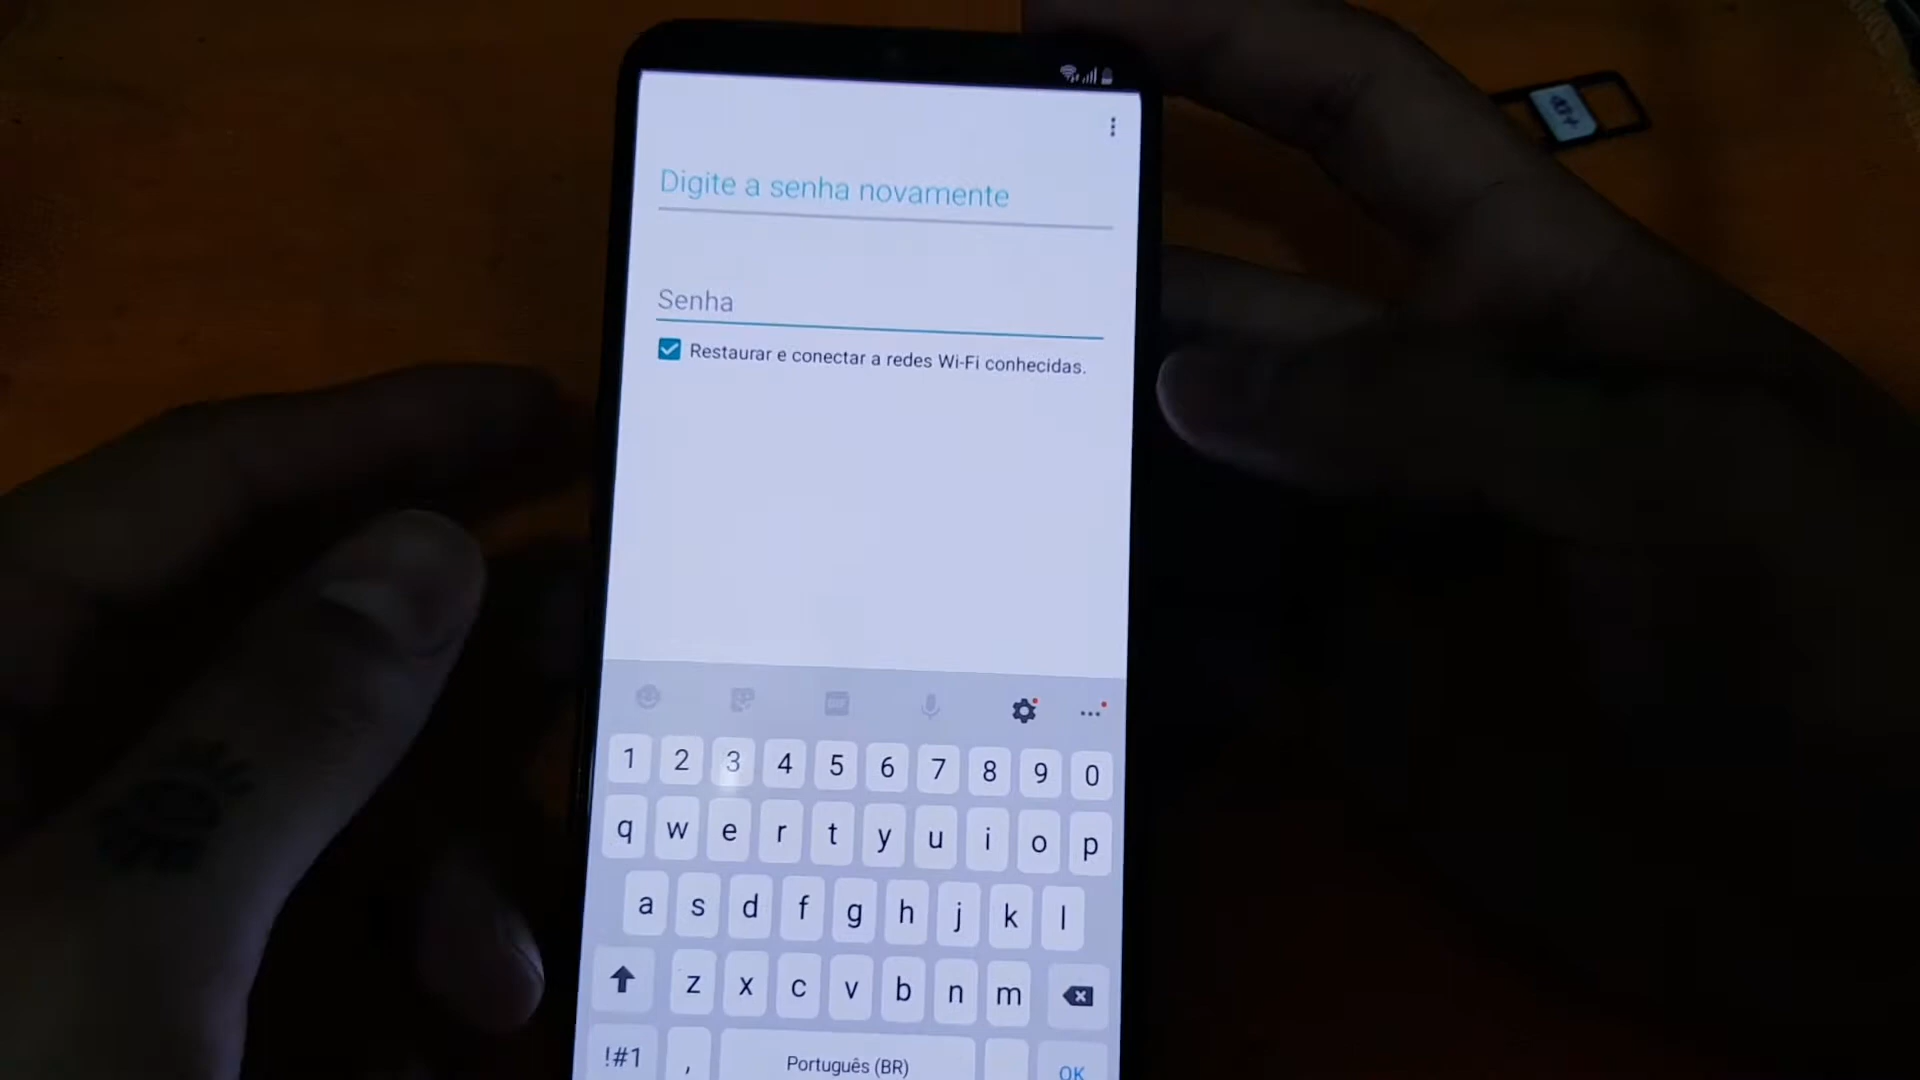 Digite a senha novamente
Senha
Restaurar e conectar a redes Wi-Fi conhecidas.
1 2 3 4 5 6 7 8 9 0
q w e r t y u i o p
a s d f g h j k l
z x c v b n m
!#1 , Português (BR) OK